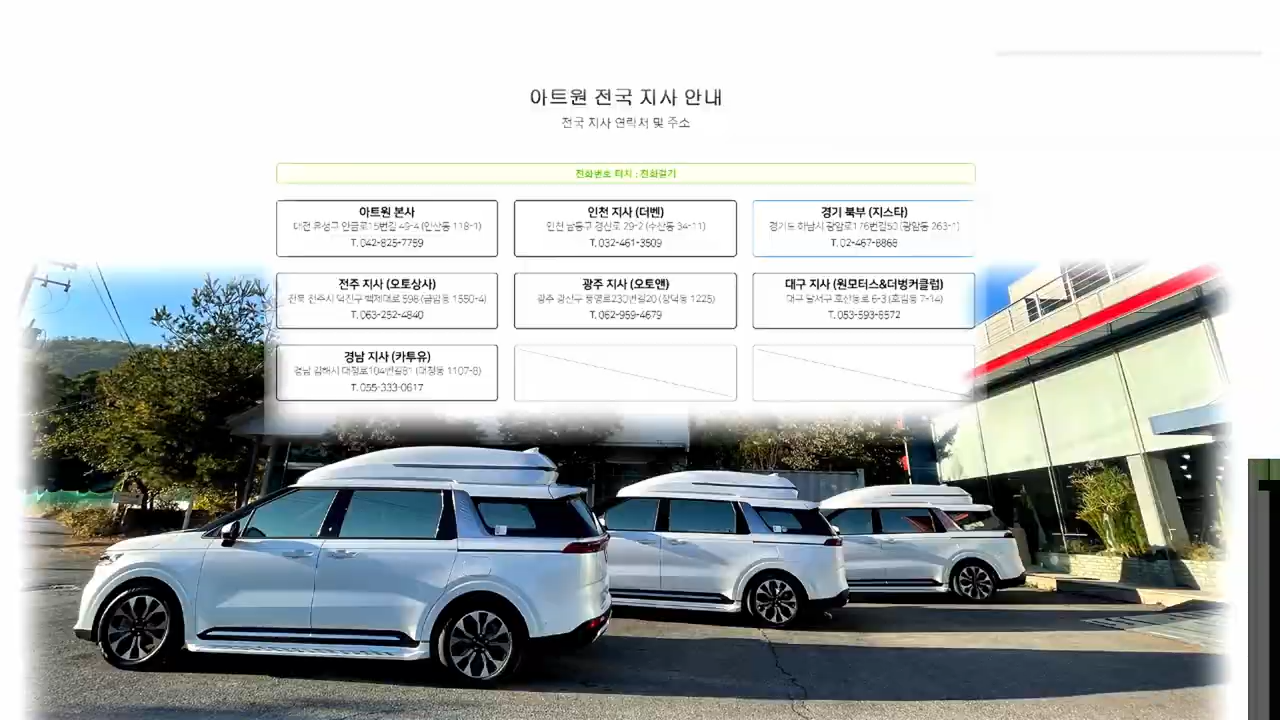 아트원 전국 지사 안내
전국 지사 연락처 및 주소
전화번호 터치 : 전화걸기
아트원 본사
대전 유성구 안금로15번길 49-4 (안산동 118-1)
T. 042-825-7759
인천 지사 (더벤)
인천 남동구 경신로 29-2 (수산동 34-11)
T. 032-461-3509
경기 북부 (지스타)
경기도 하남시 광암로176번길50 (광암동 263-1)
T. 02-467-8868
전주 지사 (오토상사)
전북 전주시 덕진구 백제대로 598 (금암동 1550-4)
T. 063-252-4840
광주 지사 (오토앤)
광주 광산구 용아로230번길20 (장덕동 1225)
T. 062-959-4679
대구 지사 (원모터스&더벙커클럽)
대구 달서구 호산동로 6-31 (호림동 7-14)
T. 053-593-6572
경남 지사 (카투유)
경남 김해시 대청로104번길81 (대청동 1107-8)
T. 055-333-0617